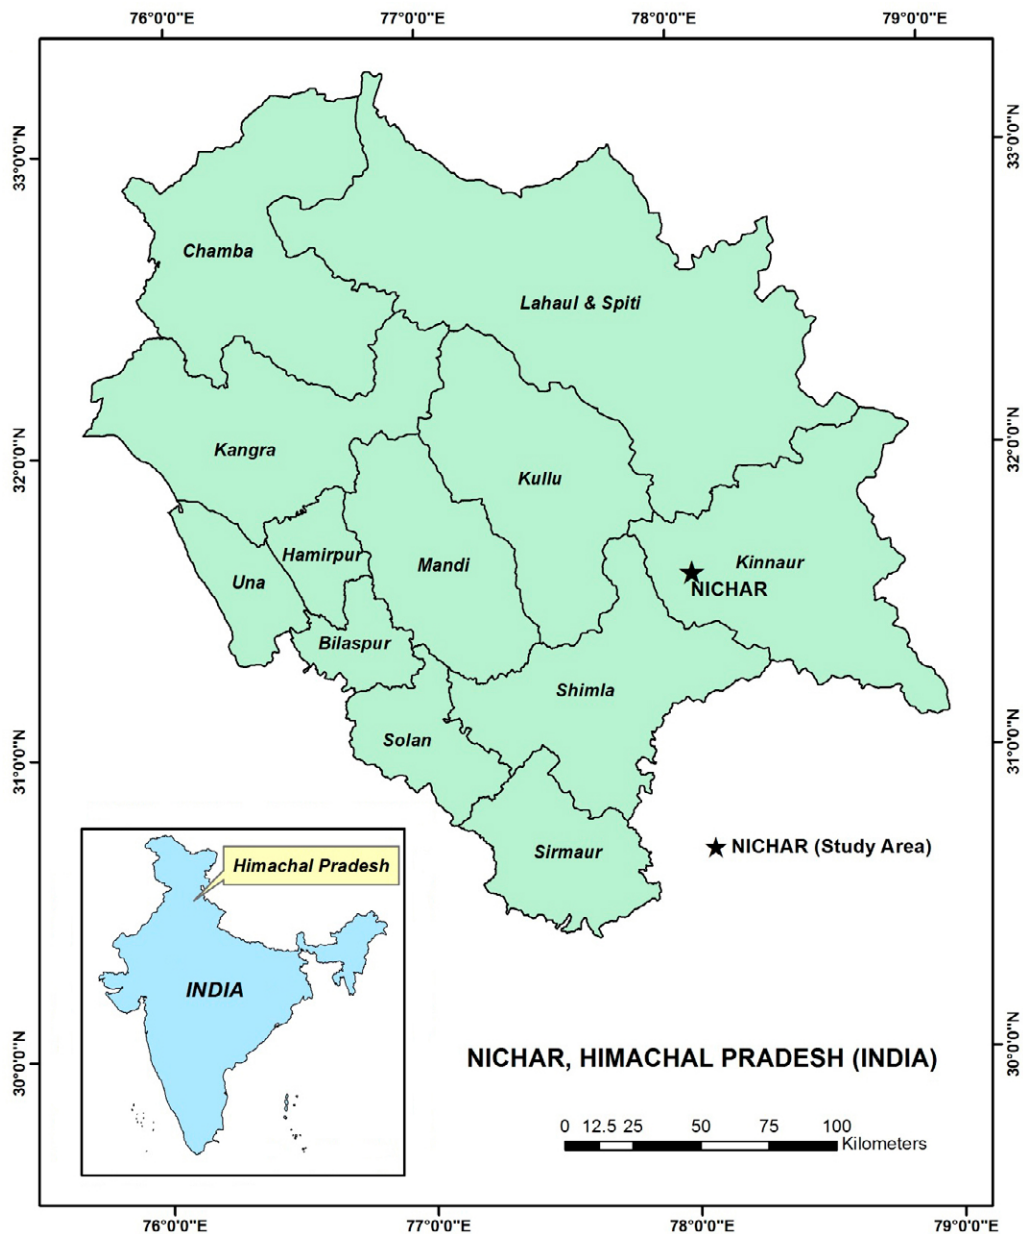 76°0'0"E 77°0'0"E 78°0'0"E 79°0'0"E
33°0'0"N
33°0'0"N
Chamba
Lahaul & Spiti
32°0'0"N
32°0'0"N
Kangra
Kullu
Hamirpur
Mandi
Kinnaur
Una
NICHAR
Bilaspur
Shimla
Solan
31°0'0"N
31°0'0"N
Sirmaur
NICHAR (Study Area)
Himachal Pradesh
INDIA
30°0'0"N
30°0'0"N
NICHAR, HIMACHAL PRADESH (INDIA)
0 12.5 25 50 75 100
Kilometers
76°0'0"E 77°0'0"E 78°0'0"E 79°0'0"E